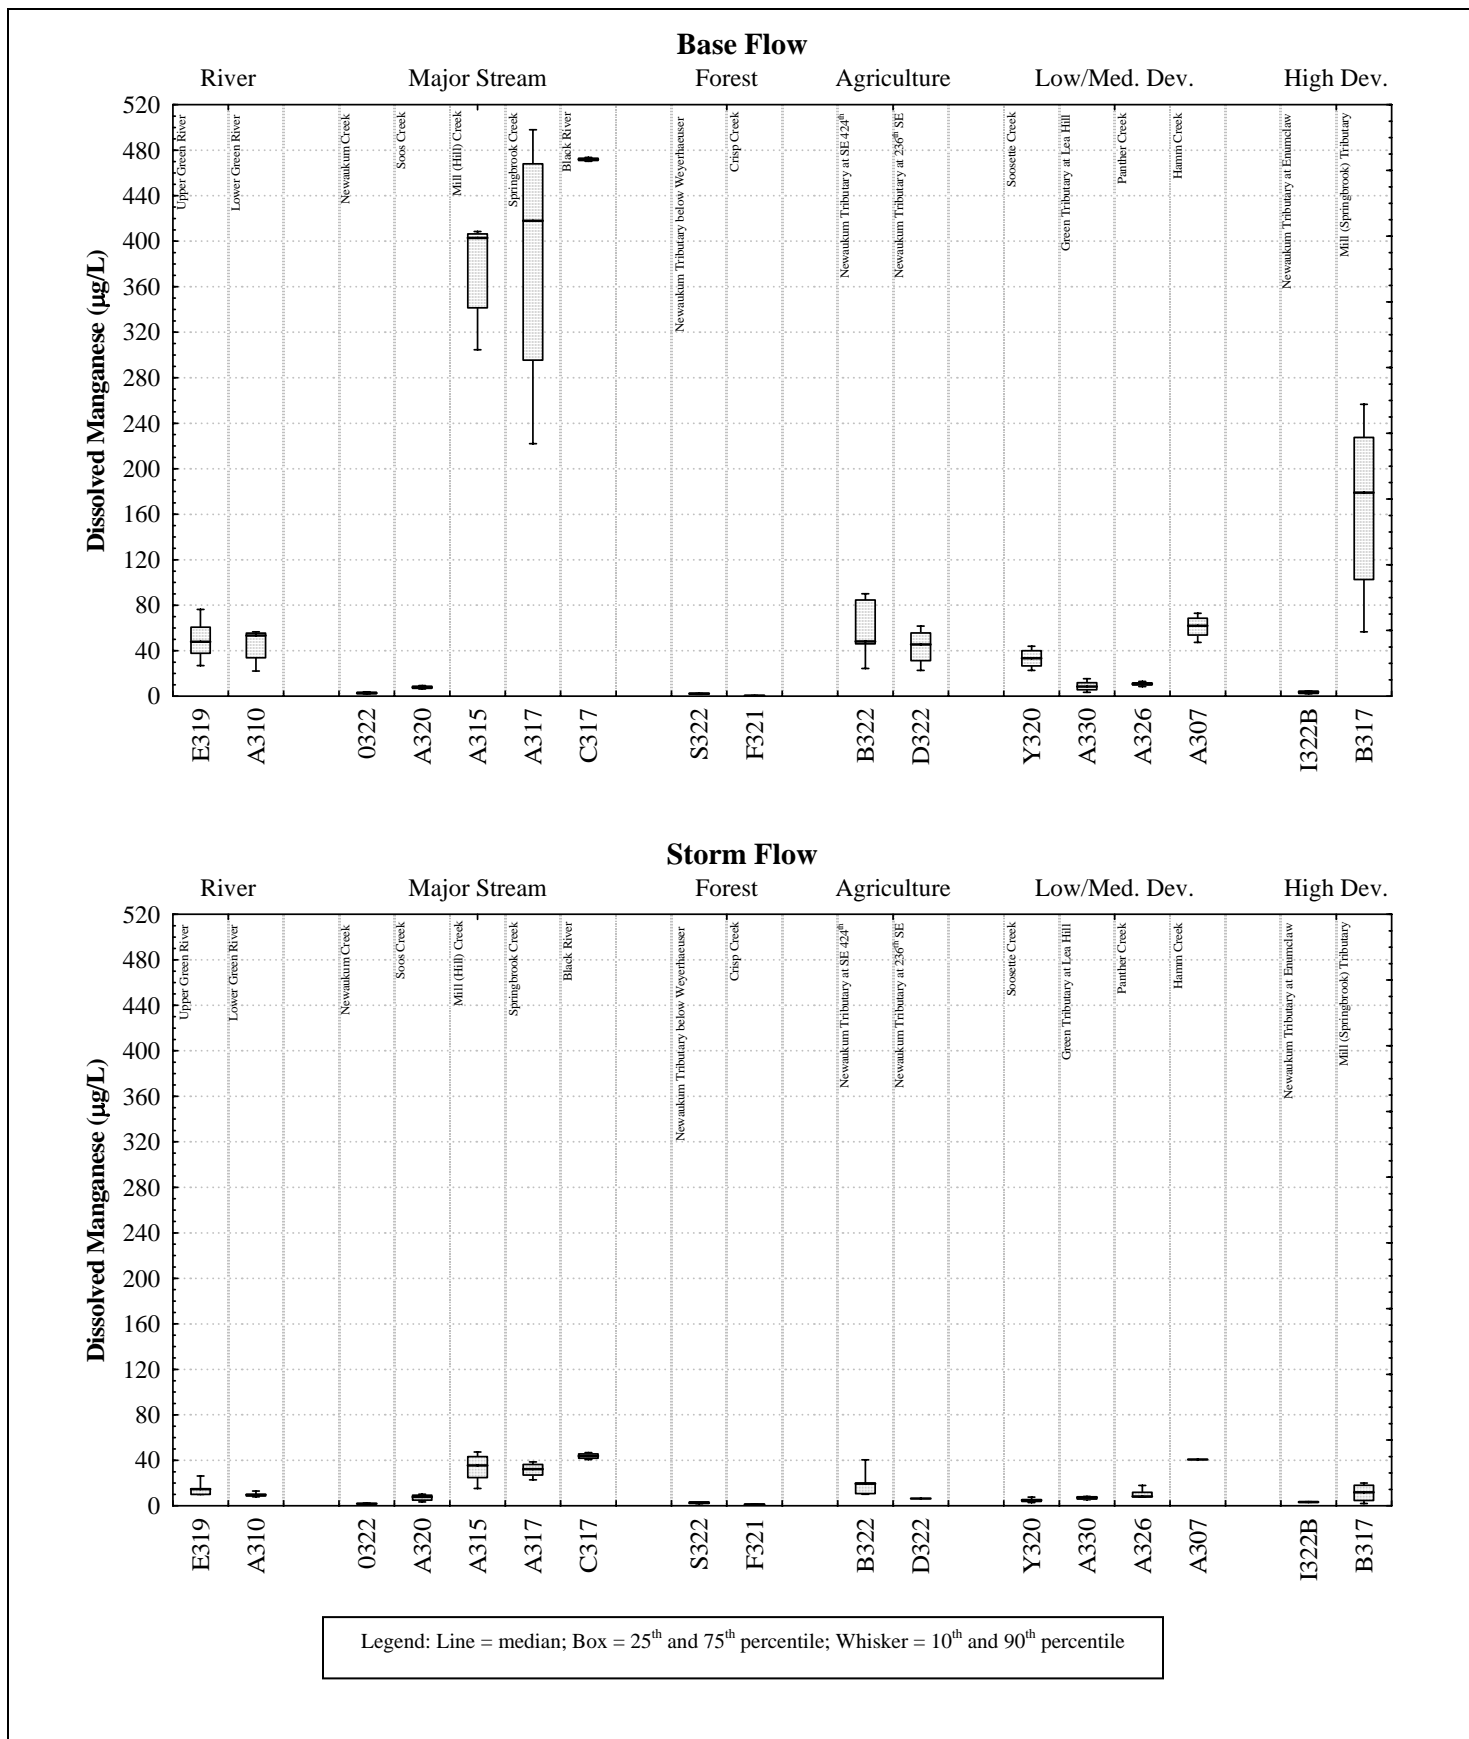 Base Flow
River Major Stream Forest Agriculture Low/Med. Dev. High Dev.
Dissolved Manganese (µg/L)
520
480
440
400
360
320
280
240
200
160
120
80
40
0
Upper Green River
Lower Green River
Newaukum Creek
Soos Creek
Mill (Hill) Creek
Springbrook Creek
Black River
Newaukum Tributary below Weyerhaeuser
Crisp Creek
Newaukum Tributary at SE 424th
Newaukum Tributary at 236th SE
Soosette Creek
Green Tributary at Lea Hill
Panther Creek
Hamm Creek
Newaukum Tributary at Enumclaw
Mill (Springbrook) Tributary
E319 A310 0322 A320 A315 A317 C317 S322 F321 B322 D322 Y320 A330 A326 A307 I322B B317
Storm Flow
River Major Stream Forest Agriculture Low/Med. Dev. High Dev.
Dissolved Manganese (µg/L)
520
480
440
400
360
320
280
240
200
160
120
80
40
0
Upper Green River
Lower Green River
Newaukum Creek
Soos Creek
Mill (Hill) Creek
Springbrook Creek
Black River
Newaukum Tributary below Weyerhaeuser
Crisp Creek
Newaukum Tributary at SE 424th
Newaukum Tributary at 236th SE
Soosette Creek
Green Tributary at Lea Hill
Panther Creek
Hamm Creek
Newaukum Tributary at Enumclaw
Mill (Springbrook) Tributary
E319 A310 0322 A320 A315 A317 C317 S322 F321 B322 D322 Y320 A330 A326 A307 I322B B317
Legend: Line = median; Box = 25th and 75th percentile; Whisker = 10th and 90th percentile